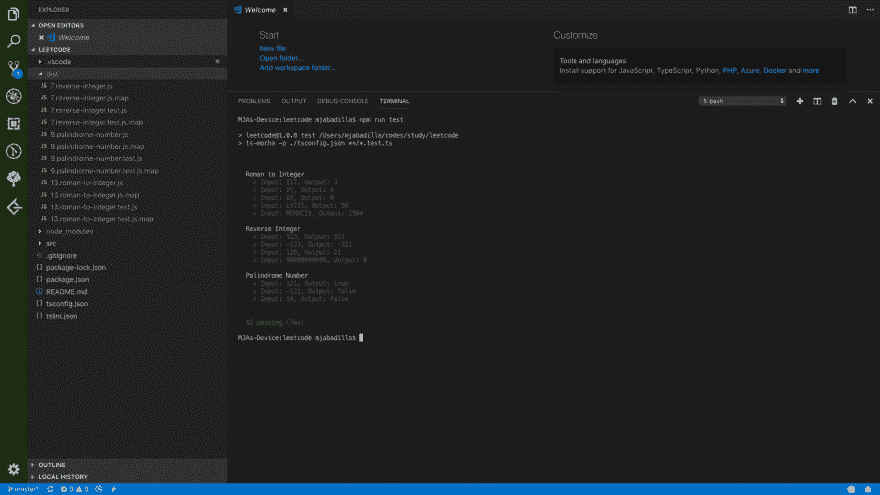 EXPLORER
OPEN EDITORS
Welcome
LEETCODE
.vscode
dist
JS 7.reverse-integer.js
JS 7.reverse-integer.js.map
JS 7.reverse-integer.test.js
JS 7.reverse-integer.test.js.map
JS 9.palindrome-number.js
JS 9.palindrome-number.js.map
JS 9.palindrome-number.test.js
JS 9.palindrome-number.test.js.map
JS 13.roman-to-integer.js
JS 13.roman-to-integer.js.map
JS 13.roman-to-integer.test.js
JS 13.roman-to-integer.test.js.map
node_modules
src
.gitignore
{} package-lock.json
{} package.json
README.md
{} tsconfig.json
{} tslint.json
OUTLINE
LOCAL HISTORY
Welcome
Start
New file
Open folder...
Add workspace folder...
Customize
Tools and languages
Install support for JavaScript, TypeScript, Python, PHP, Azure, Docker and more
PROBLEMS OUTPUT DEBUG CONSOLE TERMINAL
1: bash
MJAs-Device:leetcode mjabadilla$ npm run test
> leetcode@1.0.0 test /Users/mjabadilla/codes/study/leetcode
> ts-mocha -p ./tsconfig.json **/*.test.ts
Roman to Integer
✓ Input: III, Output: 3
✓ Input: IV, Output: 4
✓ Input: IX, Output: 9
✓ Input: LVIII, Output: 58
✓ Input: MCMXCIV, Output: 1994
Reverse Integer
✓ Input: 123, Output: 321
✓ Input: -123, Output: -321
✓ Input: 120, Output: 21
✓ Input: Output: 0
Palindrome Number
✓ Input: 121, Output: true
✓ Input: -121, Output: false
✓ Input: 10, Output: false
12 passing (7ms)
MJAs-Device:leetcode mjabadilla$
master*
0
0